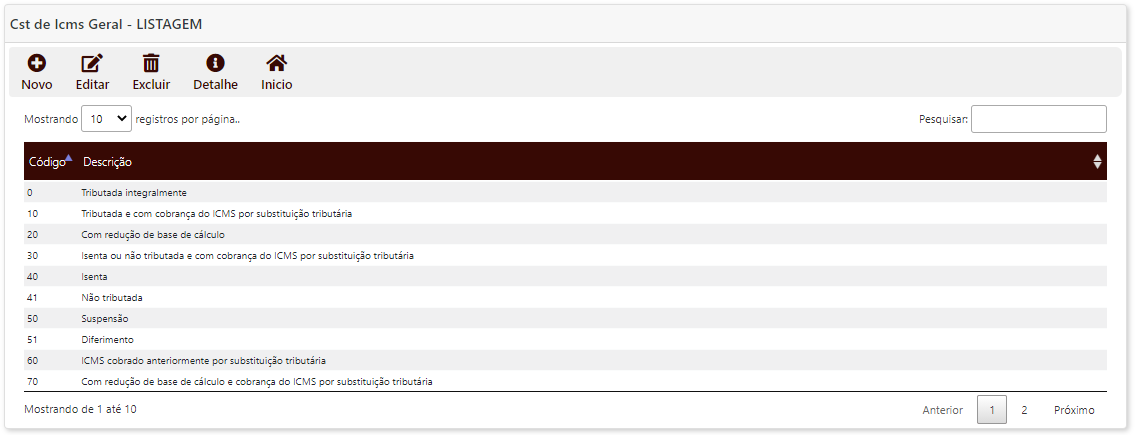 Cst de Icms Geral - LISTAGEM
Novo Editar Excluir Detalhe Inicio
Mostrando 10 registros por página.. Pesquisar:
Código Descrição
0 Tributada integralmente
10 Tributada e com cobrança do ICMS por substituição tributária
20 Com redução de base de cálculo
30 Isenta ou não tributada e com cobrança do ICMS por substituição tributária
40 Isenta
41 Não tributada
50 Suspensão
51 Diferimento
60 ICMS cobrado anteriormente por substituição tributária
70 Com redução de base de cálculo e cobrança do ICMS por substituição tributária
Mostrando de 1 até 10 Anterior 1 2 Próximo